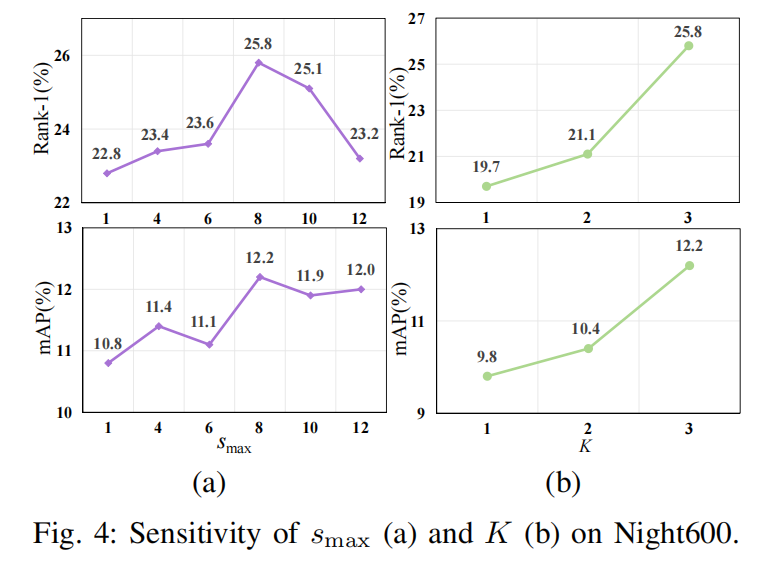 Rank-1(%)
26
24
22
22.8
23.4
23.6
25.8
25.1
23.2
1 4 6 8 10 12
Rank-1(%)
27
25
23
21
19
19.7
21.1
25.8
1 2 3
mAP(%)
13
12
11
10
10.8
11.4
11.1
12.2
11.9
12.0
1 4 6 8 10 12
s_max
(a)
mAP(%)
13
11
9
9.8
10.4
12.2
1 2 3
K
(b)
Fig. 4: Sensitivity of s_max (a) and K (b) on Night600.